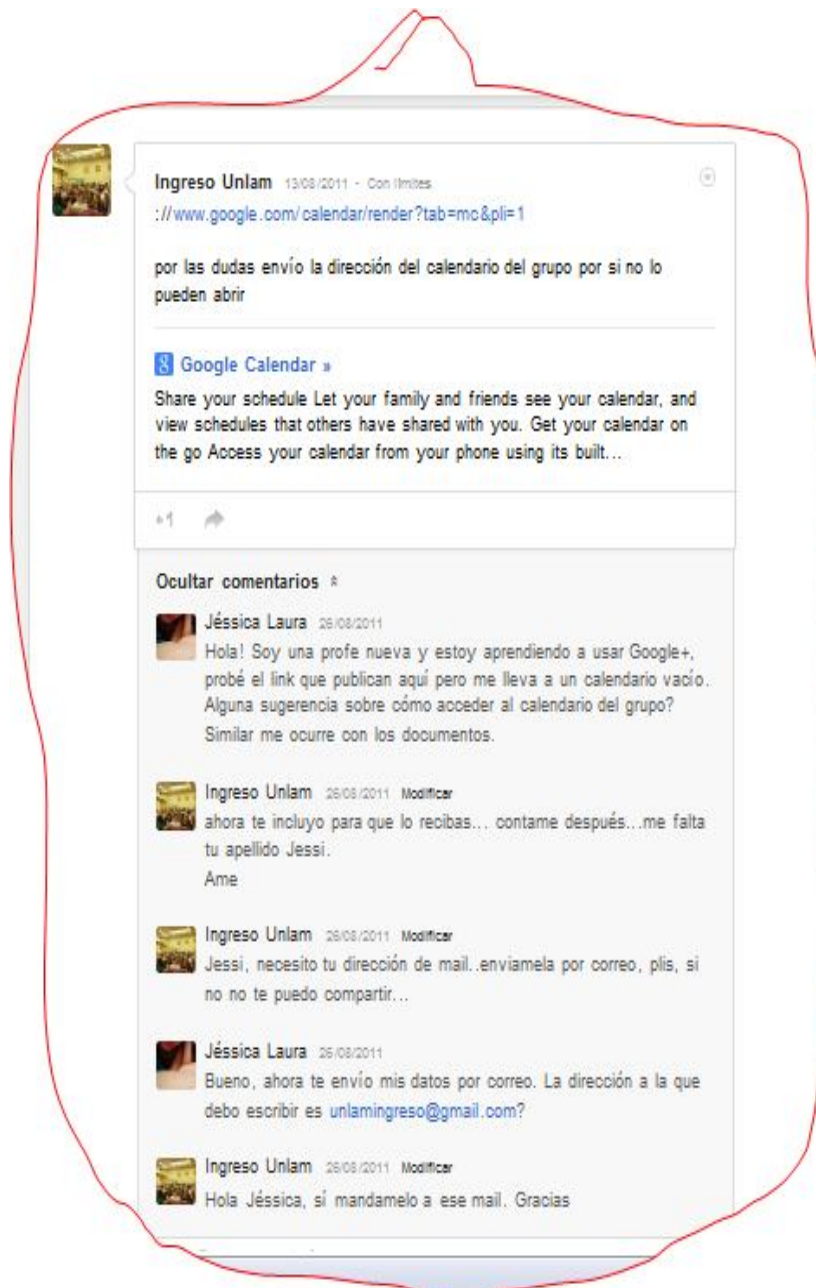 Ingreso Unlam 13/08/2011 - Con límites
://www.google.com/calendar/render?tab=mc&pli=1
por las dudas envío la dirección del calendario del grupo por si no lo
pueden abrir
8 Google Calendar »
Share your schedule Let your family and friends see your calendar, and
view schedules that others have shared with you. Get your calendar on
the go Access your calendar from your phone using its built...
+1
Ocultar comentarios
Jéssica Laura 26/08/2011
Hola! Soy una profe nueva y estoy aprendiendo a usar Google+,
probé el link que publican aquí pero me lleva a un calendario vacío.
Alguna sugerencia sobre cómo acceder al calendario del grupo?
Similar me ocurre con los documentos.
Ingreso Unlam 26/08/2011 Modificar
ahora te incluyo para que lo recibas... contame después...me falta
tu apellido Jessi.
Ame
Ingreso Unlam 26/08/2011 Modificar
Jessi, necesito tu dirección de mail..enviamela por correo, plis, si
no no te puedo compartir...
Jéssica Laura 26/08/2011
Bueno, ahora te envío mis datos por correo. La dirección a la que
debo escribir es unlamingreso@gmail.com?
Ingreso Unlam 26/08/2011 Modificar
Hola Jéssica, sí mandamelo a ese mail. Gracias